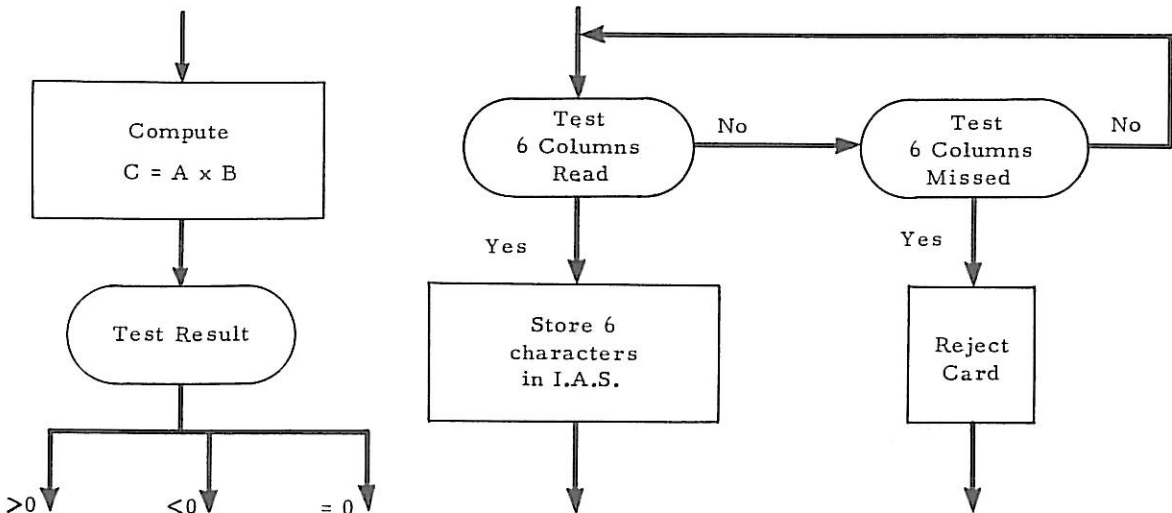 Compute
C = A x B
Test Result
>0
<0
= 0
Test
6 Columns
Read
No
Test
6 Columns
Missed
No
Yes
Yes
Store 6
characters
in I.A.S.
Reject
Card